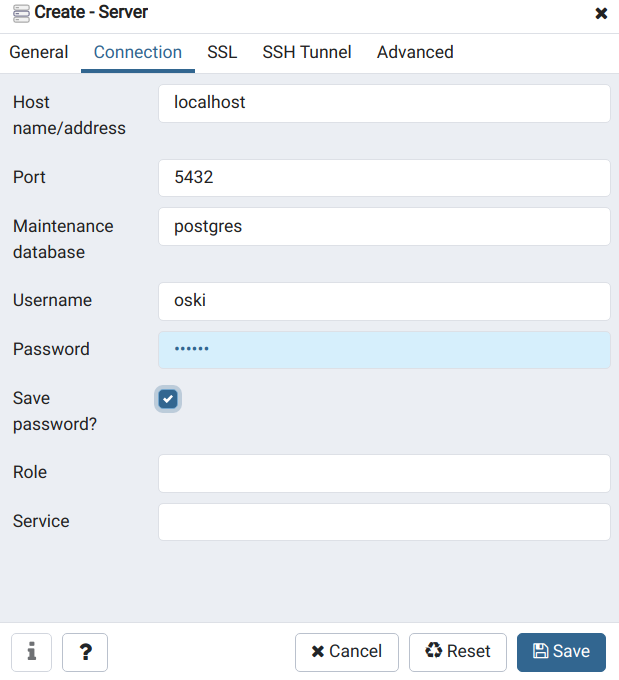 Create - Server
General Connection SSL SSH Tunnel Advanced
Host
name/address
localhost
Port
5432
Maintenance
database
postgres
Username
oski
Password
••••••
Save
password?
Role
Service
i ? Cancel Reset Save